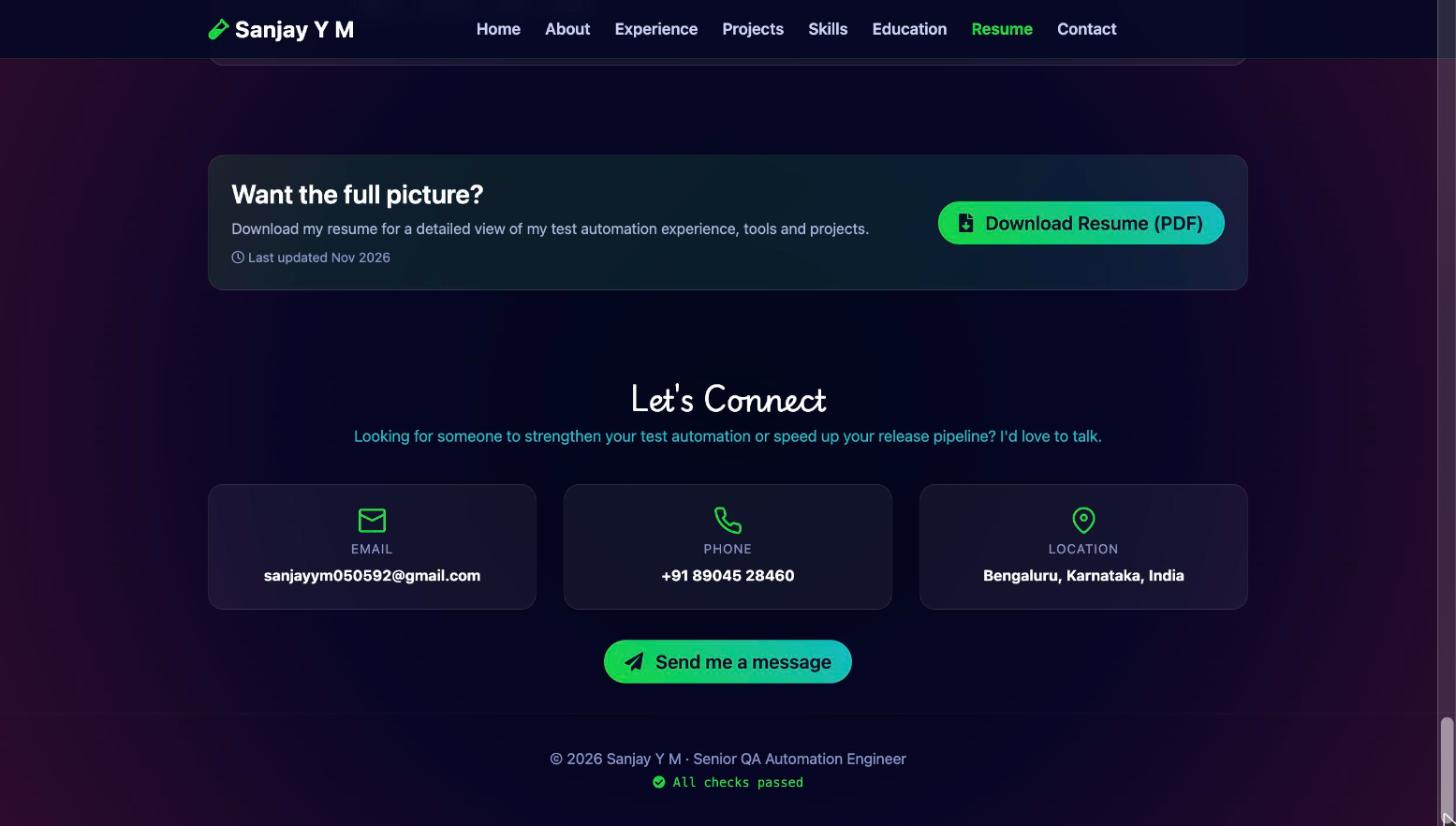 Sanjay Y M
Home About Experience Projects Skills Education Resume Contact
Want the full picture?
Download my resume for a detailed view of my test automation experience, tools and projects.
Last updated Nov 2026
Download Resume (PDF)
Let's Connect
Looking for someone to strengthen your test automation or speed up your release pipeline? I'd love to talk.
EMAIL
sanjayym050592@gmail.com
PHONE
+91 89045 28460
LOCATION
Bengaluru, Karnataka, India
Send me a message
© 2026 Sanjay Y M · Senior QA Automation Engineer
All checks passed